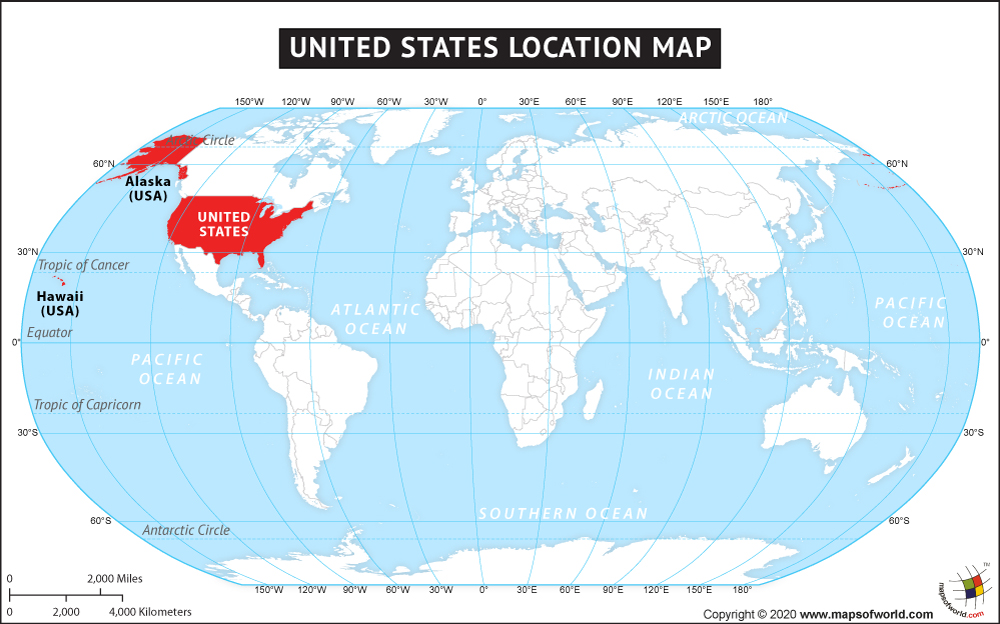 UNITED STATES LOCATION MAP
150°W 120°W 90°W 60°W 30°W 0° 30°E 60°E 90°E 120°E 150°E 180°
ARCTIC OCEAN
Arctic Circle
60°N 60°N
Alaska
(USA)
UNITED
STATES
30°N 30°N
Tropic of Cancer
Hawaii
(USA)
ATLANTIC
OCEAN
PACIFIC
OCEAN
Equator
0° 0°
PACIFIC
OCEAN
INDIAN
OCEAN
Tropic of Capricorn
30°S 30°S
SOUTHERN OCEAN
60°S 60°S
Antarctic Circle
150°W 120°W 90°W 60°W 30°W 0° 30°E 60°E 90°E 120°E 150°E 180°
0 2,000 Miles
0 2,000 4,000 Kilometers
mapsofworld.com
TM
Copyright © 2020 www.mapsofworld.com